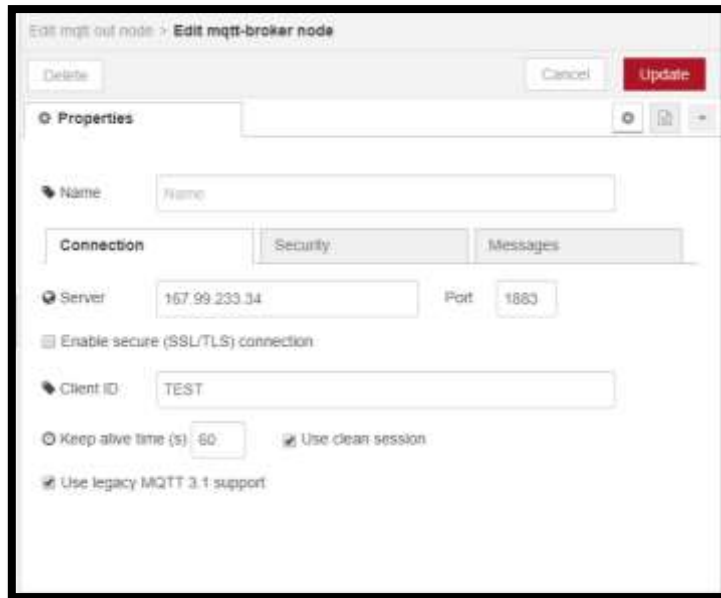 Edit mqtt out node > Edit mqtt-broker node
Delete Cancel Update
Properties
Name Name
Connection Security Messages
Server 167.99.233.34 Port 1883
Enable secure (SSL/TLS) connection
Client ID TEST
Keep alive time (s) 60 Use clean session
Use legacy MQTT 3.1 support